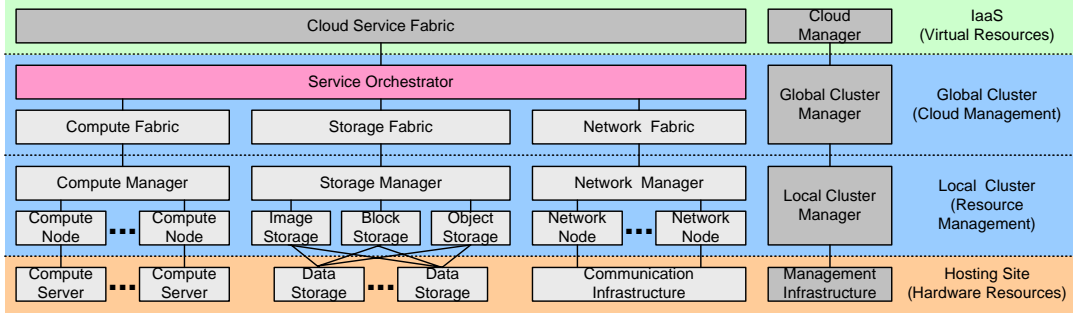 Cloud Service Fabric
Cloud
Manager
IaaS
(Virtual Resources)
Service Orchestrator
Global Cluster
Manager
Global Cluster
(Cloud Management)
Compute Fabric
Storage Fabric
Network Fabric
Compute Manager
Storage Manager
Network Manager
Local Cluster
Manager
Local Cluster
(Resource
Management)
Compute
Node
...
Compute
Node
Image
Storage
Block
Storage
Object
Storage
Network
Node
...
Network
Node
Compute
Server
...
Compute
Server
Data
Storage
...
Data
Storage
Communication
Infrastructure
Management
Infrastructure
Hosting Site
(Hardware Resources)